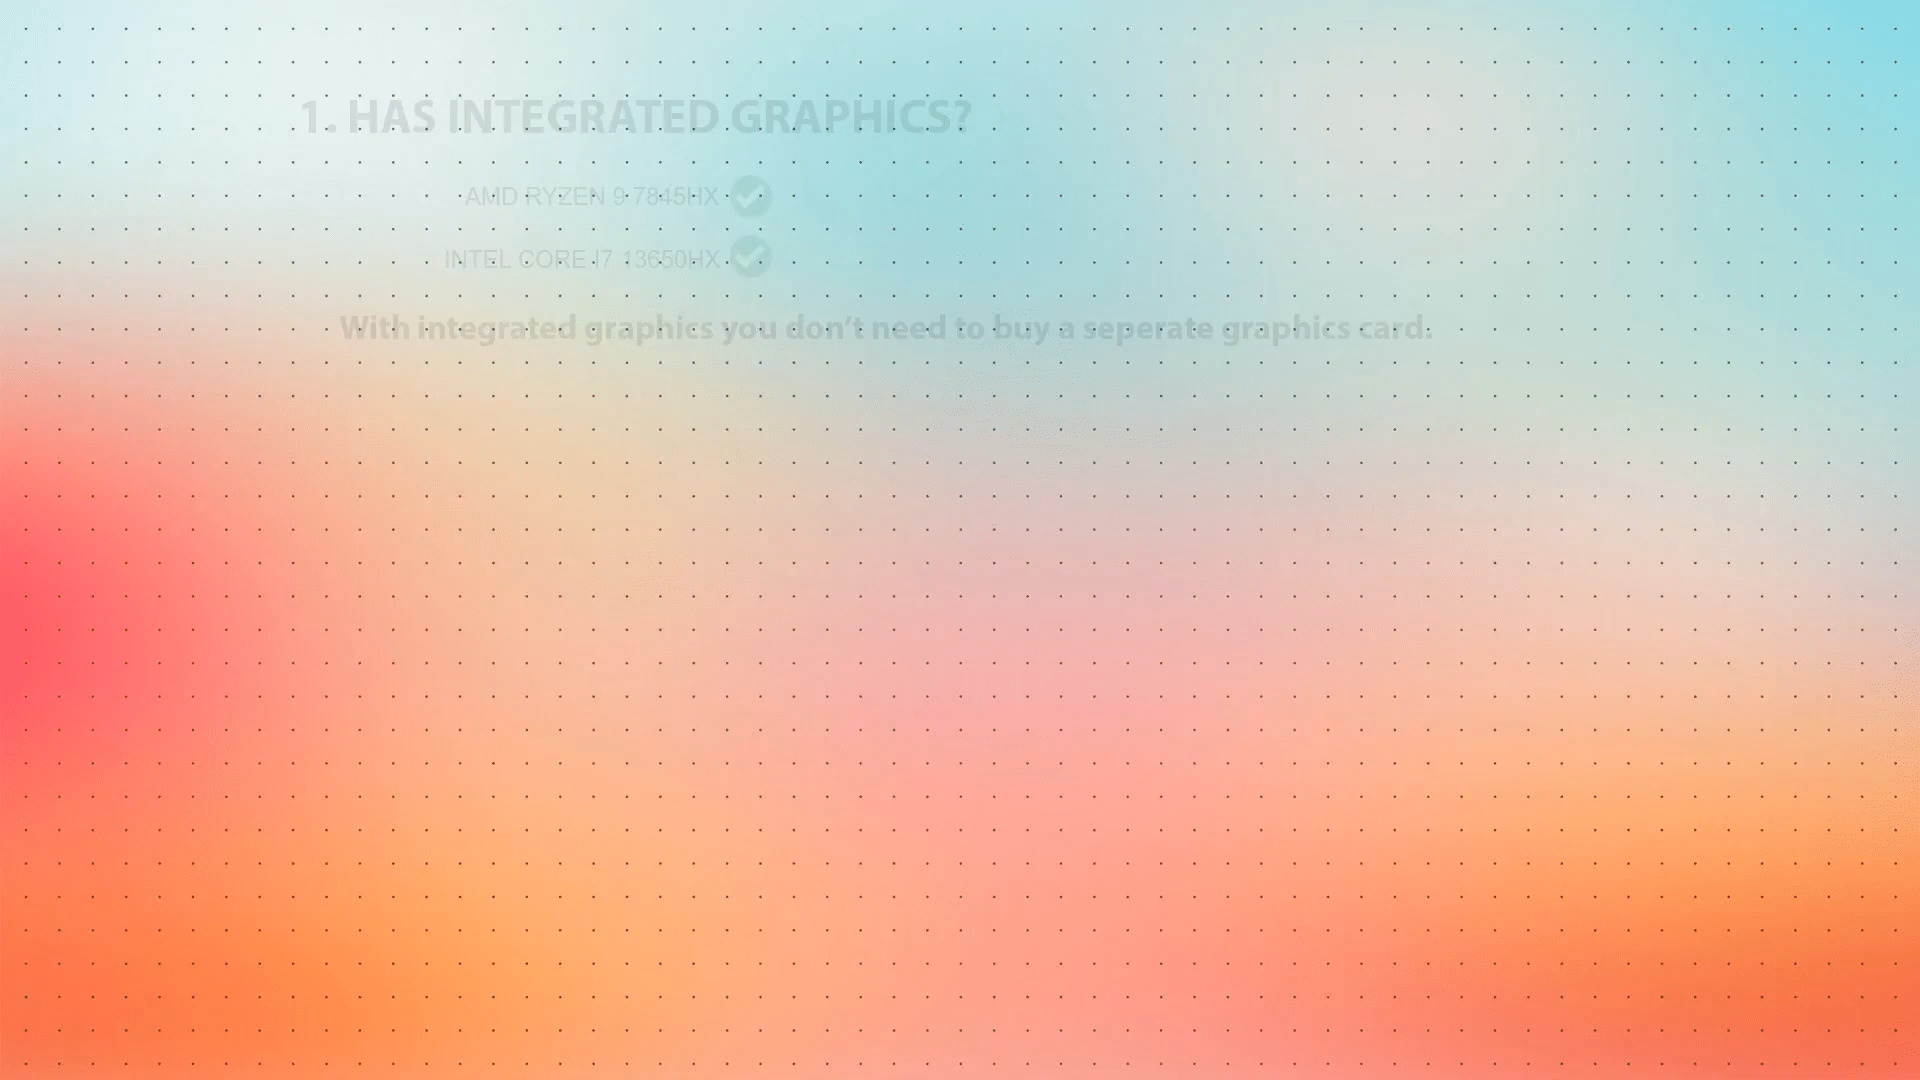 1. HAS INTEGRATED GRAPHICS?
AMD RYZEN 9 7845HX
INTEL CORE I7 13650HX
With integrated graphics you don’t need to buy a seperate graphics card.